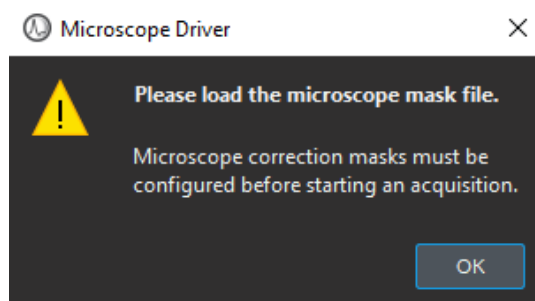 Microscope Driver
Please load the microscope mask file.
Microscope correction masks must be
configured before starting an acquisition.
OK